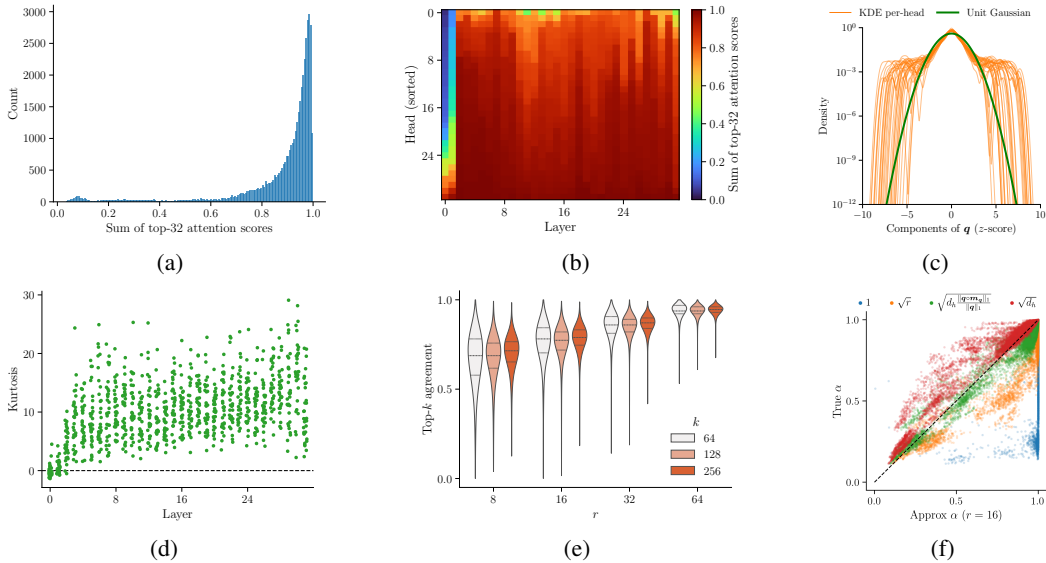 3000
2500
2000
1500
1000
500
0
Count
0.0 0.2 0.4 0.6 0.8 1.0
Sum of top-32 attention scores
(a)
0
8
16
24
Head (sorted)
0 8 16 24
Layer
1.0
0.8
0.6
0.4
0.2
0.0
Sum of top-32 attention scores
(b)
KDE per-head Unit Gaussian
10⁰
10⁻³
10⁻⁶
10⁻⁹
10⁻¹²
Density
−10 −5 0 5 10
Components of q (z-score)
(c)
30
20
10
0
Kurtosis
0 8 16 24
Layer
(d)
1.0
0.5
0.0
Top-k agreement
k
64
128
256
8 16 32 64
r
(e)
1 √r √(d_h ‖q∘m_q‖₁/‖q‖₁) √d_h
1.0
0.5
0.0
True α
0.0 0.5 1.0
Approx α (r = 16)
(f)